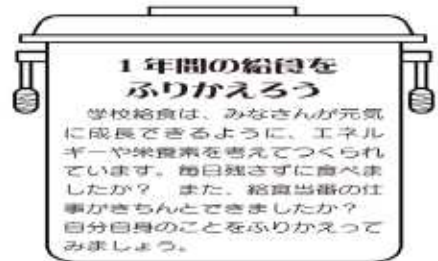 1年間の給食を
ふりかえろう
学校給食は、みなさんが元気
に成長できるように、エネル
ギーや栄養素を考えてつくられ
ています。毎日残さずに食べま
したか？　また、給食当番の仕
事がきちんとできましたか？
自分自身のことをふりかえって
みましょう。